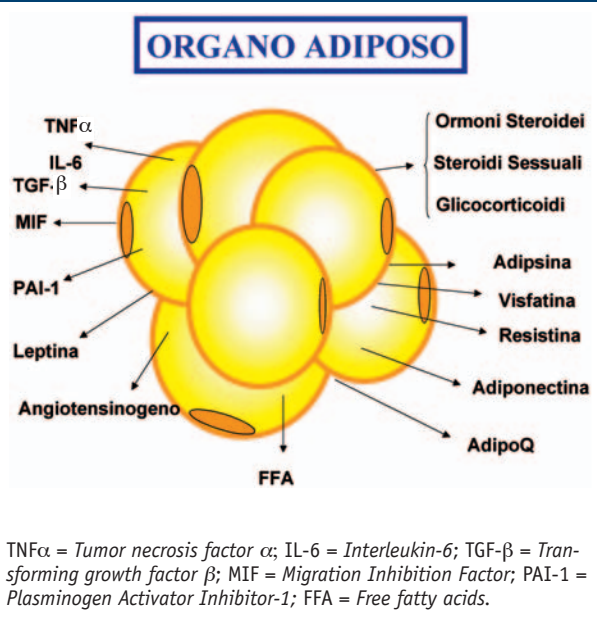 ORGANO ADIPOSO
TNFα
IL-6
TGF-β
MIF
PAI-1
Leptina
Angiotensinogeno
FFA
Ormoni Steroidei
Steroidi Sessuali
Glicocorticoidi
Adipsina
Visfatina
Resistina
Adiponectina
AdipoQ
TNFα = Tumor necrosis factor α; IL-6 = Interleukin-6; TGF-β = Tran-
sforming growth factor β; MIF = Migration Inhibition Factor; PAI-1 =
Plasminogen Activator Inhibitor-1; FFA = Free fatty acids.